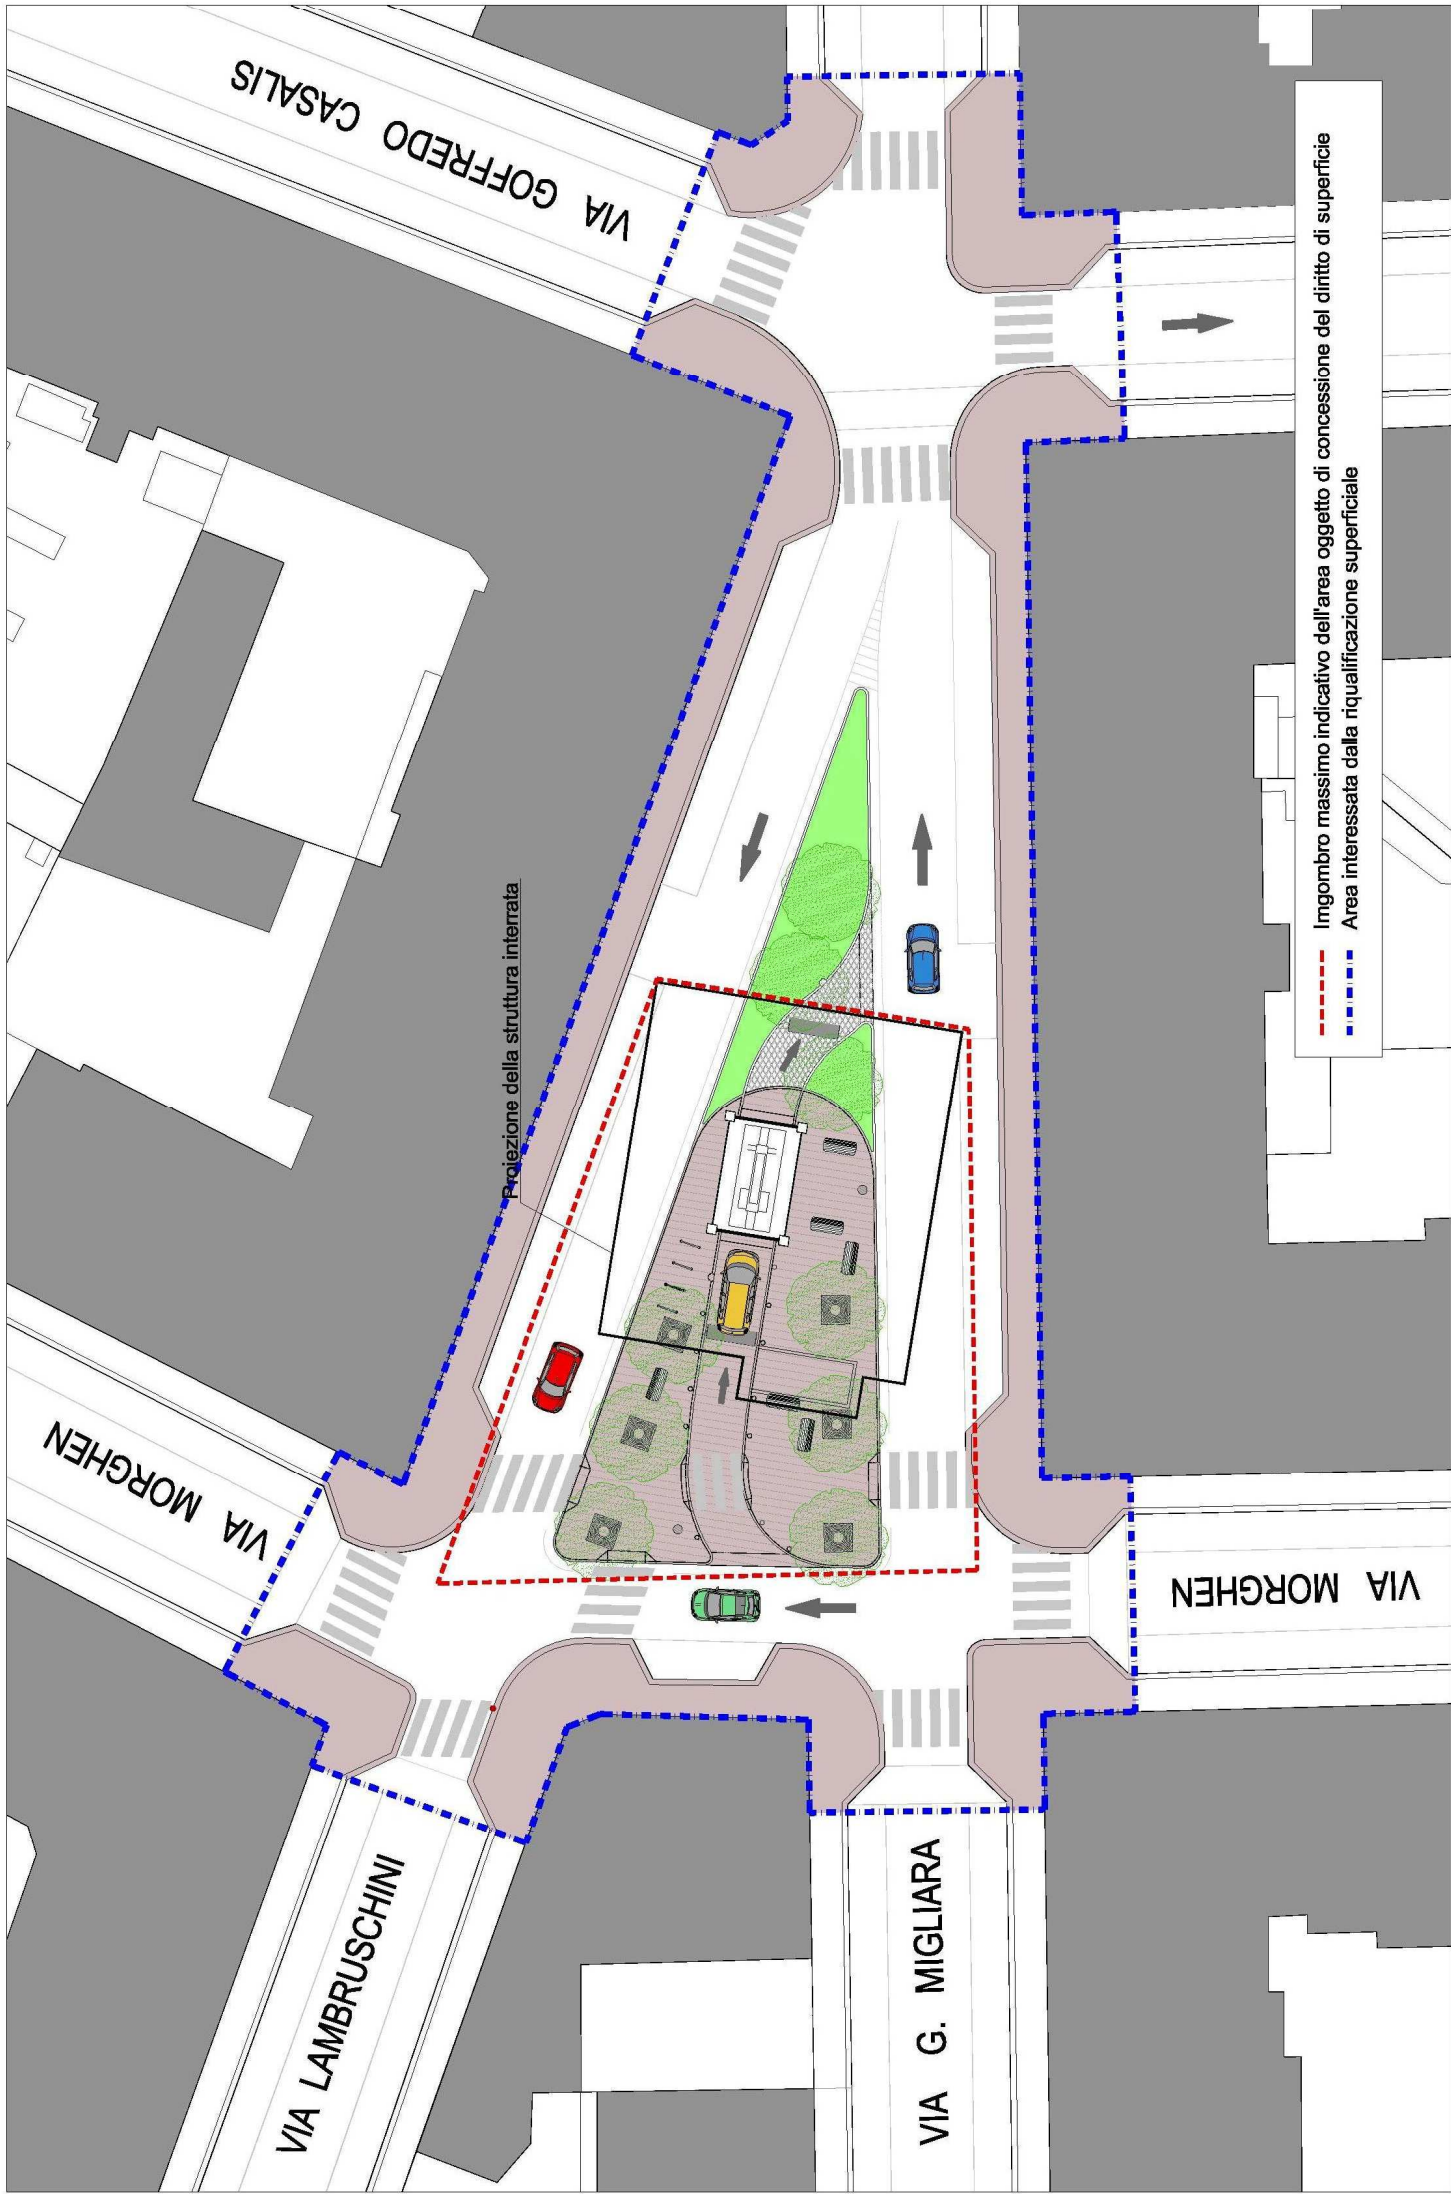 VIA GOFFREDO CASALIS
VIA MORGHEN
Proiezione della struttura interrata
VIA LAMBRUSCHINI
VIA G. MIGLIARA
VIA MORGHEN
Imgombro massimo indicativo dell'area oggetto di concessione del diritto di superficie
Area interessata dalla riqualificazione superficiale